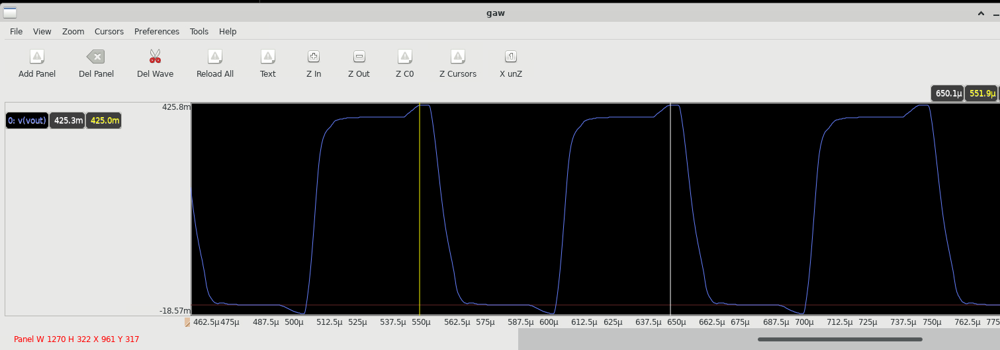 gaw
File View Zoom Cursors Preferences Tools Help
Add Panel Del Panel Del Wave Reload All Text Z In Z Out Z C0 Z Cursors X unZ
650.1µ 551.9µ
425.8m
0: v(vout) 425.3m 425.0m
-18.57m
462.5µ 475µ 487.5µ 500µ 512.5µ 525µ 537.5µ 550µ 562.5µ 575µ 587.5µ 600µ 612.5µ 625µ 637.5µ 650µ 662.5µ 675µ 687.5µ 700µ 712.5µ 725µ 737.5µ 750µ 762.5µ 775
Panel W 1270 H 322 X 961 Y 317